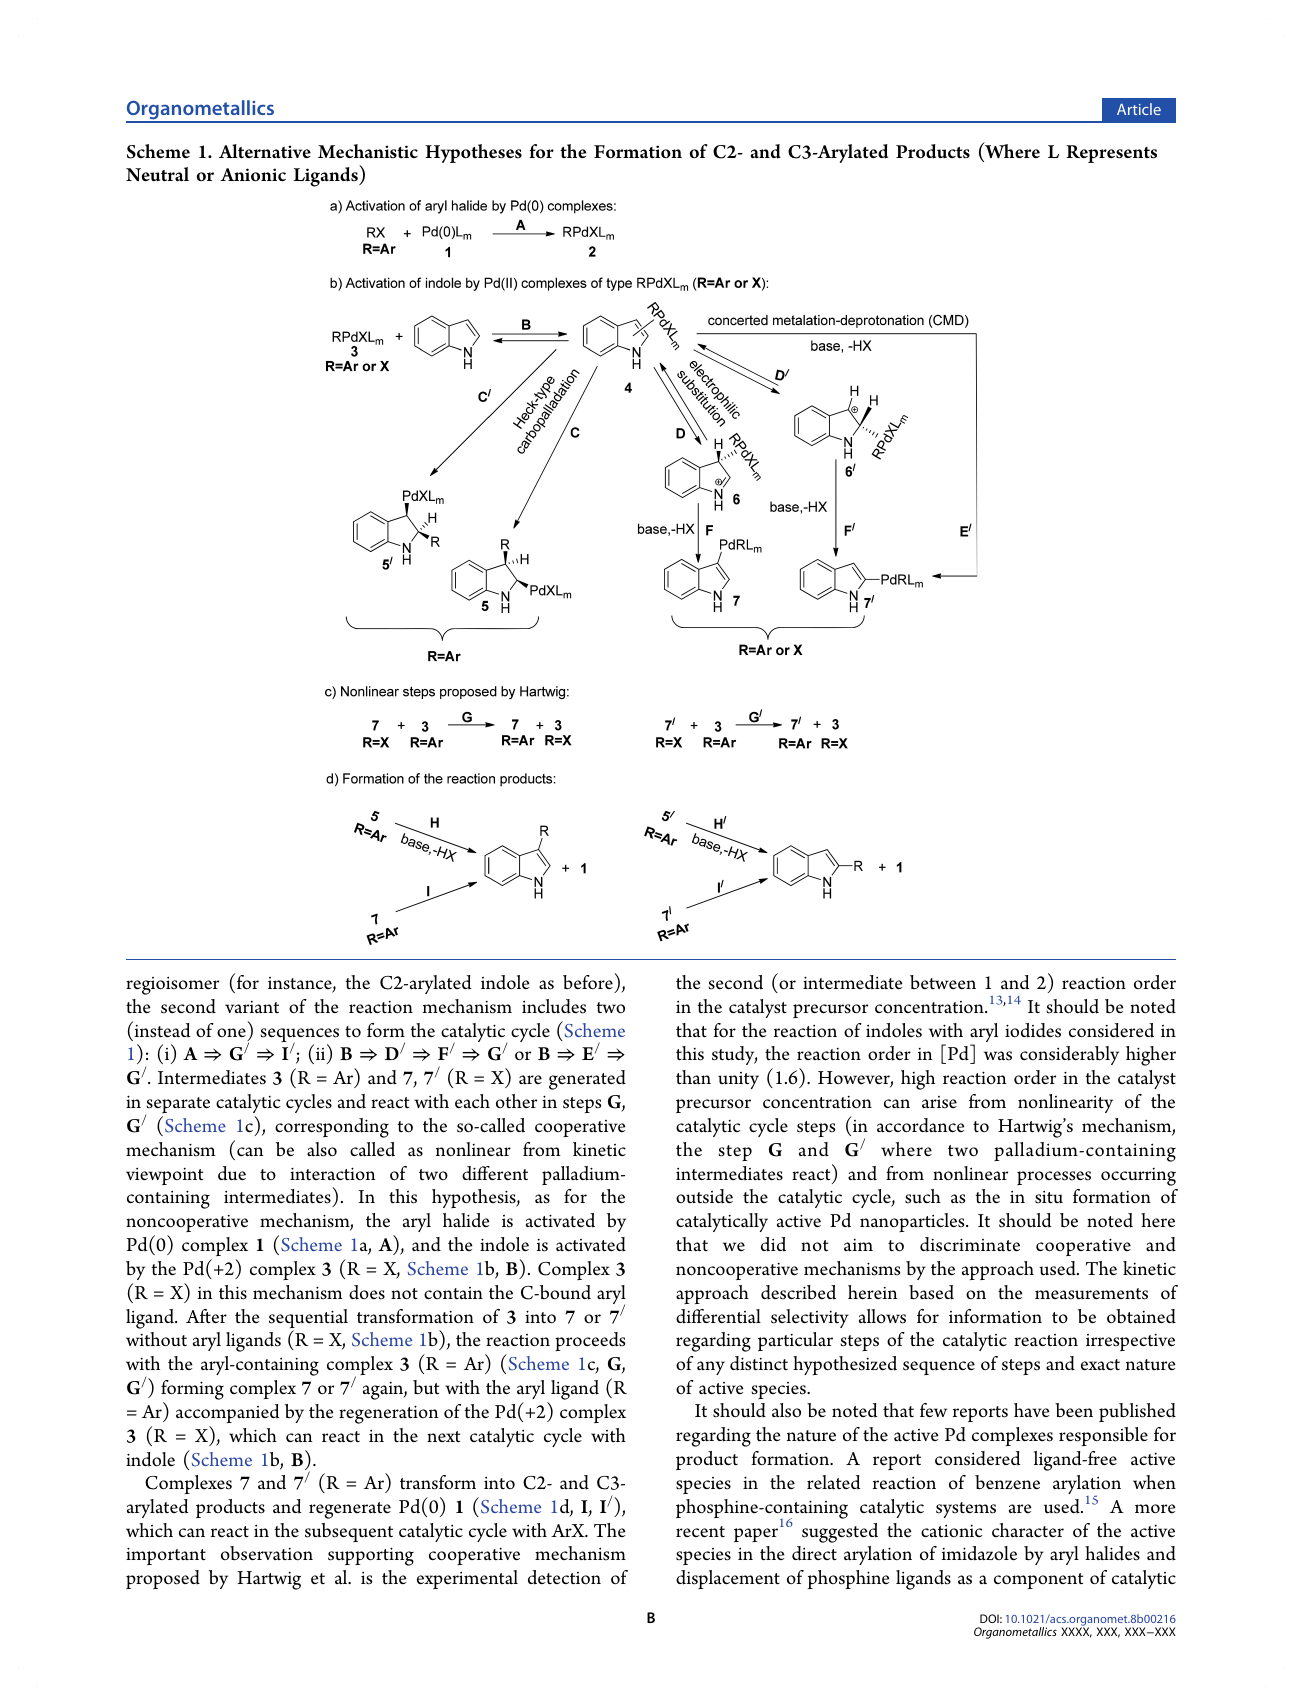 Organometallics
Article
Scheme 1. Alternative Mechanistic Hypotheses for the Formation of C2- and C3-Arylated Products (Where L Represents
Neutral or Anionic Ligands)
a) Activation of aryl halide by Pd(0) complexes:
RX + Pd(0)Lm A RPdXLm
R=Ar 1 2
b) Activation of indole by Pd(II) complexes of type RPdXLm (R=Ar or X):
RPdXLm +
3
R=Ar or X
N
H
B
RPdXLm
N
H
4
concerted metalation-deprotonation (CMD)
base, -HX
C/
Heck-type
carbopalladation
C
electrophilic
substitution
D
D/
H
H
⊕
N
H
RPdXLm
6/
H
RPdXLm
⊕
N
H
6
base,-HX F
base,-HX
F/
E/
PdXLm
H
R
N
H
5/
R
H
PdXLm
N
H
5
PdRLm
N
H
7
PdRLm
N
H
7/
R=Ar
R=Ar or X
c) Nonlinear steps proposed by Hartwig:
7 + 3 G 7 + 3
R=X R=Ar R=Ar R=X
7/ + 3 G/ 7/ + 3
R=X R=Ar R=Ar R=X
d) Formation of the reaction products:
5
R=Ar
H
base,-HX
I
7
R=Ar
R
N
H
+ 1
5/
R=Ar
H/
base,-HX
I/
7/
R=Ar
R
N
H
+ 1
regioisomer (for instance, the C2-arylated indole as before),
the second variant of the reaction mechanism includes two
(instead of one) sequences to form the catalytic cycle (Scheme
1): (i) A ⇒ G/ ⇒ I/; (ii) B ⇒ D/ ⇒ F/ ⇒ G/ or B ⇒ E/ ⇒
G/. Intermediates 3 (R = Ar) and 7, 7/ (R = X) are generated
in separate catalytic cycles and react with each other in steps G,
G/ (Scheme 1c), corresponding to the so-called cooperative
mechanism (can be also called as nonlinear from kinetic
viewpoint due to interaction of two different palladium-
containing intermediates). In this hypothesis, as for the
noncooperative mechanism, the aryl halide is activated by
Pd(0) complex 1 (Scheme 1a, A), and the indole is activated
by the Pd(+2) complex 3 (R = X, Scheme 1b, B). Complex 3
(R = X) in this mechanism does not contain the C-bound aryl
ligand. After the sequential transformation of 3 into 7 or 7/
without aryl ligands (R = X, Scheme 1b), the reaction proceeds
with the aryl-containing complex 3 (R = Ar) (Scheme 1c, G,
G/) forming complex 7 or 7/ again, but with the aryl ligand (R
= Ar) accompanied by the regeneration of the Pd(+2) complex
3 (R = X), which can react in the next catalytic cycle with
indole (Scheme 1b, B).
Complexes 7 and 7/ (R = Ar) transform into C2- and C3-
arylated products and regenerate Pd(0) 1 (Scheme 1d, I, I/),
which can react in the subsequent catalytic cycle with ArX. The
important observation supporting cooperative mechanism
proposed by Hartwig et al. is the experimental detection of
the second (or intermediate between 1 and 2) reaction order
in the catalyst precursor concentration.13,14 It should be noted
that for the reaction of indoles with aryl iodides considered in
this study, the reaction order in [Pd] was considerably higher
than unity (1.6). However, high reaction order in the catalyst
precursor concentration can arise from nonlinearity of the
catalytic cycle steps (in accordance to Hartwig's mechanism,
the step G and G/ where two palladium-containing
intermediates react) and from nonlinear processes occurring
outside the catalytic cycle, such as the in situ formation of
catalytically active Pd nanoparticles. It should be noted here
that we did not aim to discriminate cooperative and
noncooperative mechanisms by the approach used. The kinetic
approach described herein based on the measurements of
differential selectivity allows for information to be obtained
regarding particular steps of the catalytic reaction irrespective
of any distinct hypothesized sequence of steps and exact nature
of active species.
It should also be noted that few reports have been published
regarding the nature of the active Pd complexes responsible for
product formation. A report considered ligand-free active
species in the related reaction of benzene arylation when
phosphine-containing catalytic systems are used.15 A more
recent paper16 suggested the cationic character of the active
species in the direct arylation of imidazole by aryl halides and
displacement of phosphine ligands as a component of catalytic
B
DOI: 10.1021/acs.organomet.8b00216
Organometallics XXXX, XXX, XXX−XXX